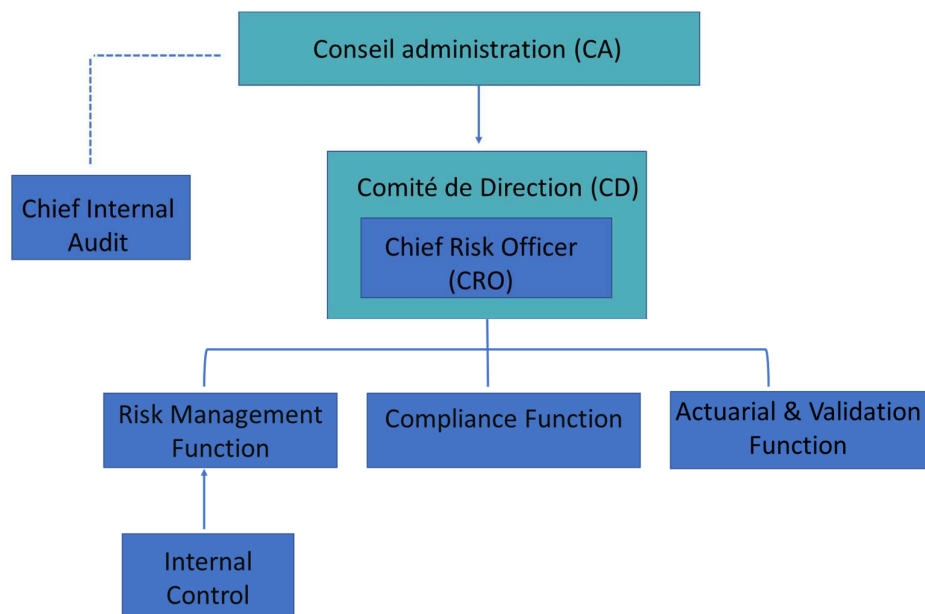 Conseil administration (CA)
Chief Internal
Audit
Comité de Direction (CD)
Chief Risk Officer
(CRO)
Risk Management
Function
Compliance Function
Actuarial & Validation
Function
Internal
Control